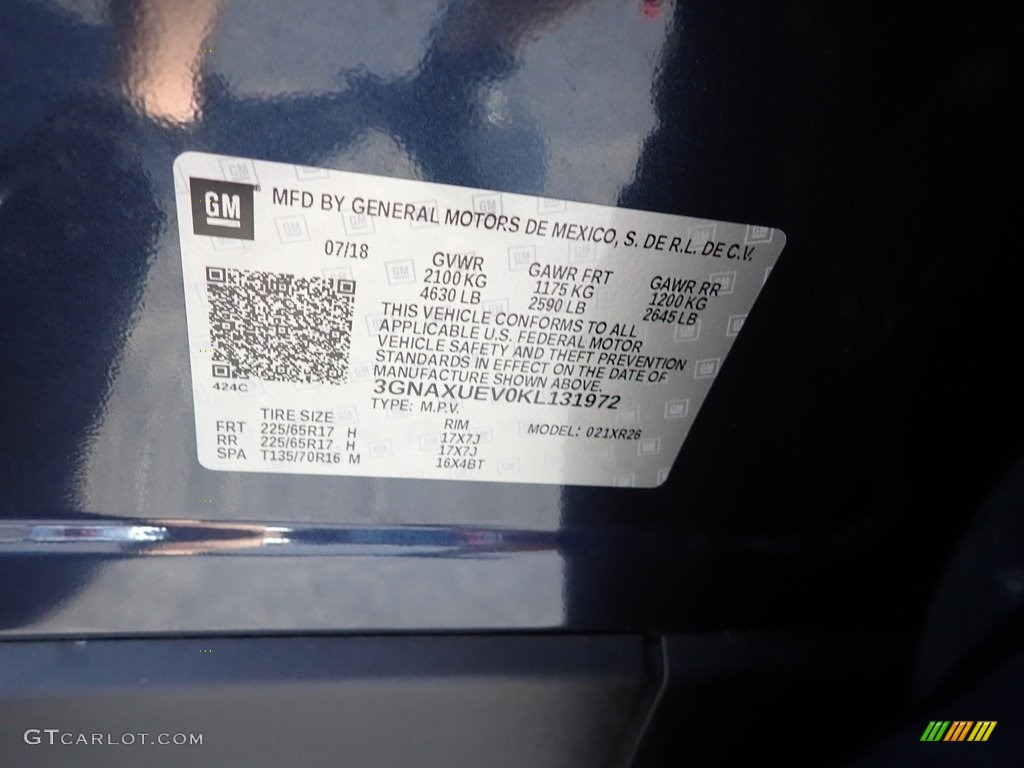 GM MFD BY GENERAL MOTORS DE MEXICO, S. DE R.L. DE C.V.
07/18 GVWR GAWR FRT GAWR RR
2100 KG 1175 KG 1200 KG
4630 LB 2590 LB 2645 LB
THIS VEHICLE CONFORMS TO ALL
APPLICABLE U.S. FEDERAL MOTOR
VEHICLE SAFETY AND THEFT PREVENTION
STANDARDS IN EFFECT ON THE DATE OF
MANUFACTURE SHOWN ABOVE.
424C 3GNAXUEV0KL131972
TYPE: M.P.V. MODEL: 021XR26
TIRE SIZE RIM
FRT 225/65R17 H 17X7J
RR 225/65R17 H 17X7J
SPA T135/70R16 M 16X4BT
GTCARLOT.COM